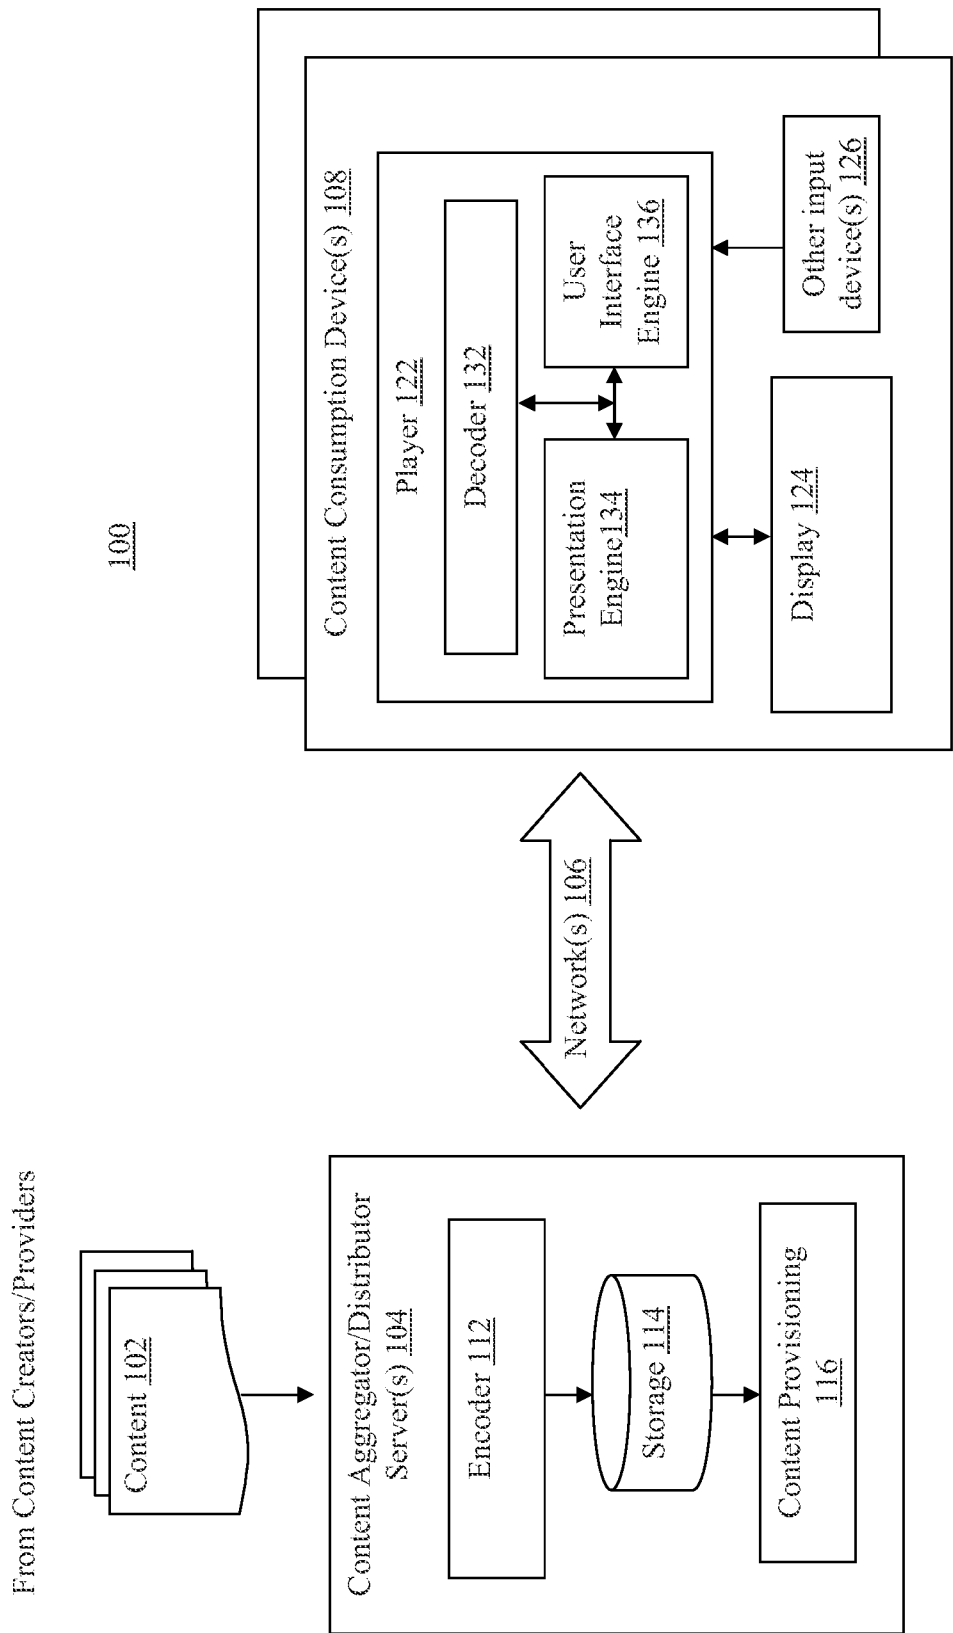 100
From Content Creators/Providers
Content 102
Content Aggregator/Distributor
Server(s) 104
Encoder 112
Storage 114
Content Provisioning
116
Network(s) 106
Content Consumption Device(s) 108
Player 122
Decoder 132
Presentation
Engine134
User
Interface
Engine 136
Display 124
Other input
device(s) 126